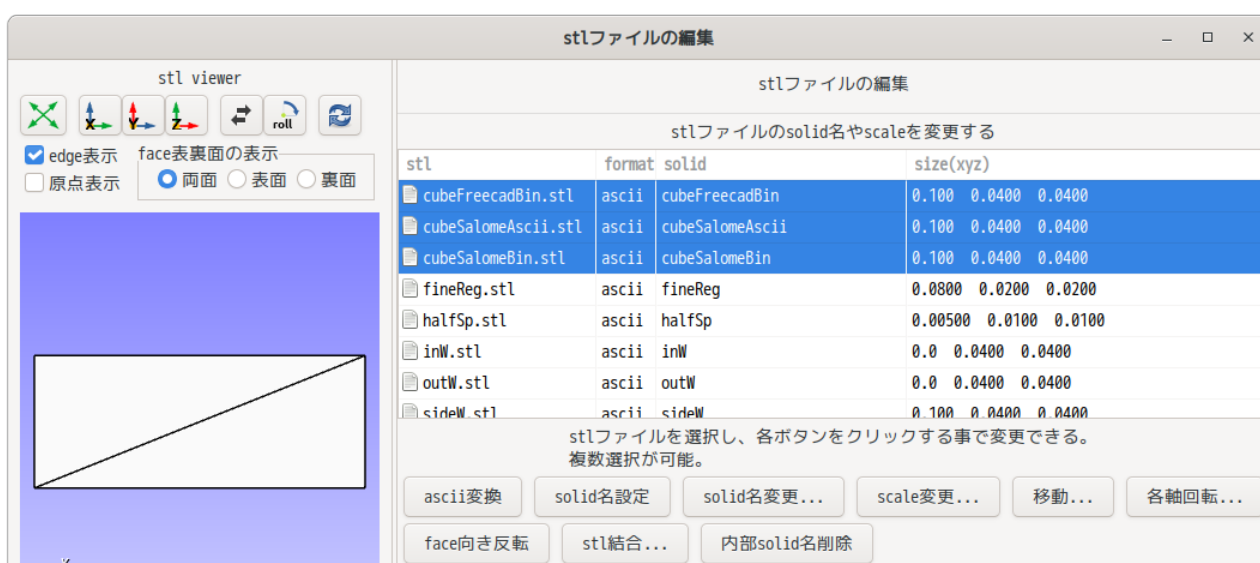 stlファイルの編集
stl viewer
X Y Z roll
edge表示 face表裏面の表示
原点表示 両面 表面 裏面
stlファイルの編集
stlファイルのsolid名やscaleを変更する
stl format solid size(xyz)
cubeFreecadBin.stl ascii cubeFreecadBin 0.100 0.0400 0.0400
cubeSalomeAscii.stl ascii cubeSalomeAscii 0.100 0.0400 0.0400
cubeSalomeBin.stl ascii cubeSalomeBin 0.100 0.0400 0.0400
fineReg.stl ascii fineReg 0.0800 0.0200 0.0200
halfSp.stl ascii halfSp 0.00500 0.0100 0.0100
inW.stl ascii inW 0.0 0.0400 0.0400
outW.stl ascii outW 0.0 0.0400 0.0400
sideW.stl ascii sideW 0.100 0.0400 0.0400
stlファイルを選択し、各ボタンをクリックする事で変更できる。
複数選択が可能。
ascii変換 solid名設定 solid名変更... scale変更... 移動... 各軸回転...
face向き反転 stl結合... 内部solid名削除